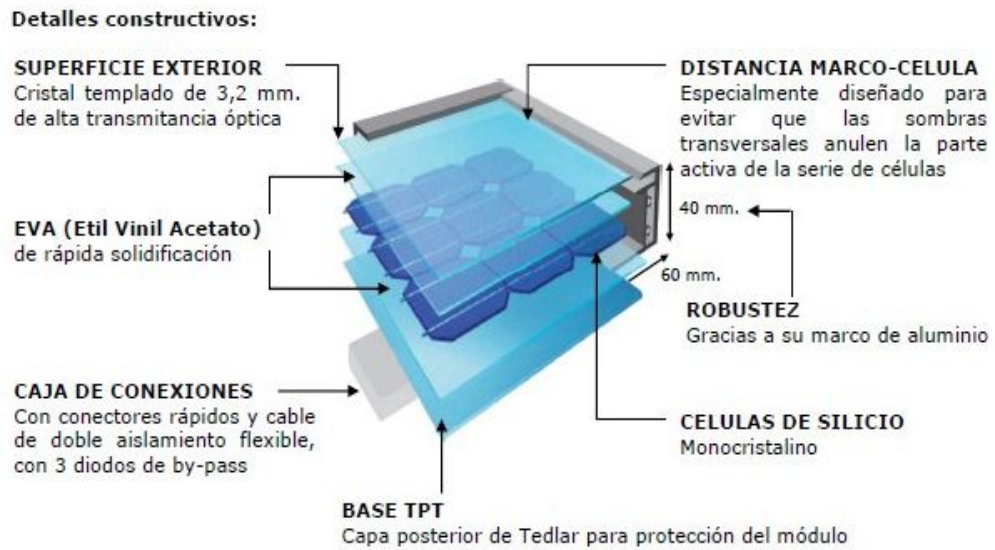 Detalles constructivos:
SUPERFICIE EXTERIOR
Cristal templado de 3,2 mm.
de alta transmitancia óptica
EVA (Etil Vinil Acetato)
de rápida solidificación
CAJA DE CONEXIONES
Con conectores rápidos y cable
de doble aislamiento flexible,
con 3 diodos de by-pass
BASE TPT
Capa posterior de Tedlar para protección del módulo
DISTANCIA MARCO-CELULA
Especialmente diseñado para
evitar que las sombras
transversales anulen la parte
activa de la serie de células
40 mm.
60 mm.
ROBUSTEZ
Gracias a su marco de aluminio
CELULAS DE SILICIO
Monocristalino